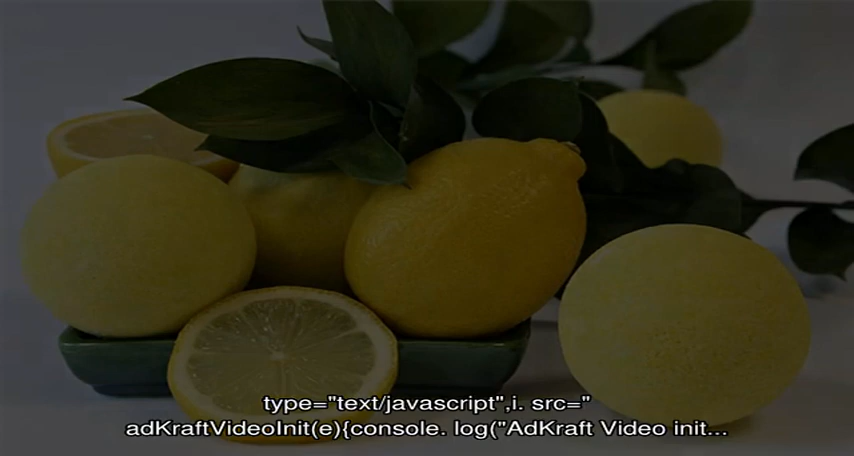 type="text/javascript",i. src="
adKraftVideoInit(e){console. log("AdKraft Video init...